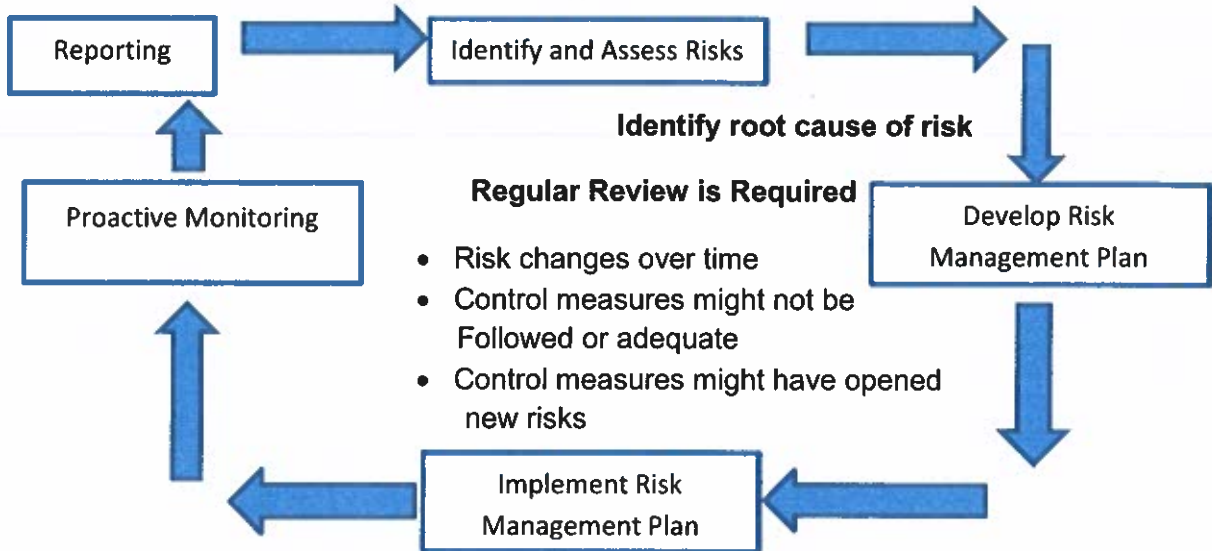 Reporting
Identify and Assess Risks
Identify root cause of risk
Regular Review is Required
Proactive Monitoring
Develop Risk
Management Plan
• Risk changes over time
• Control measures might not be
Followed or adequate
• Control measures might have opened
new risks
Implement Risk
Management Plan